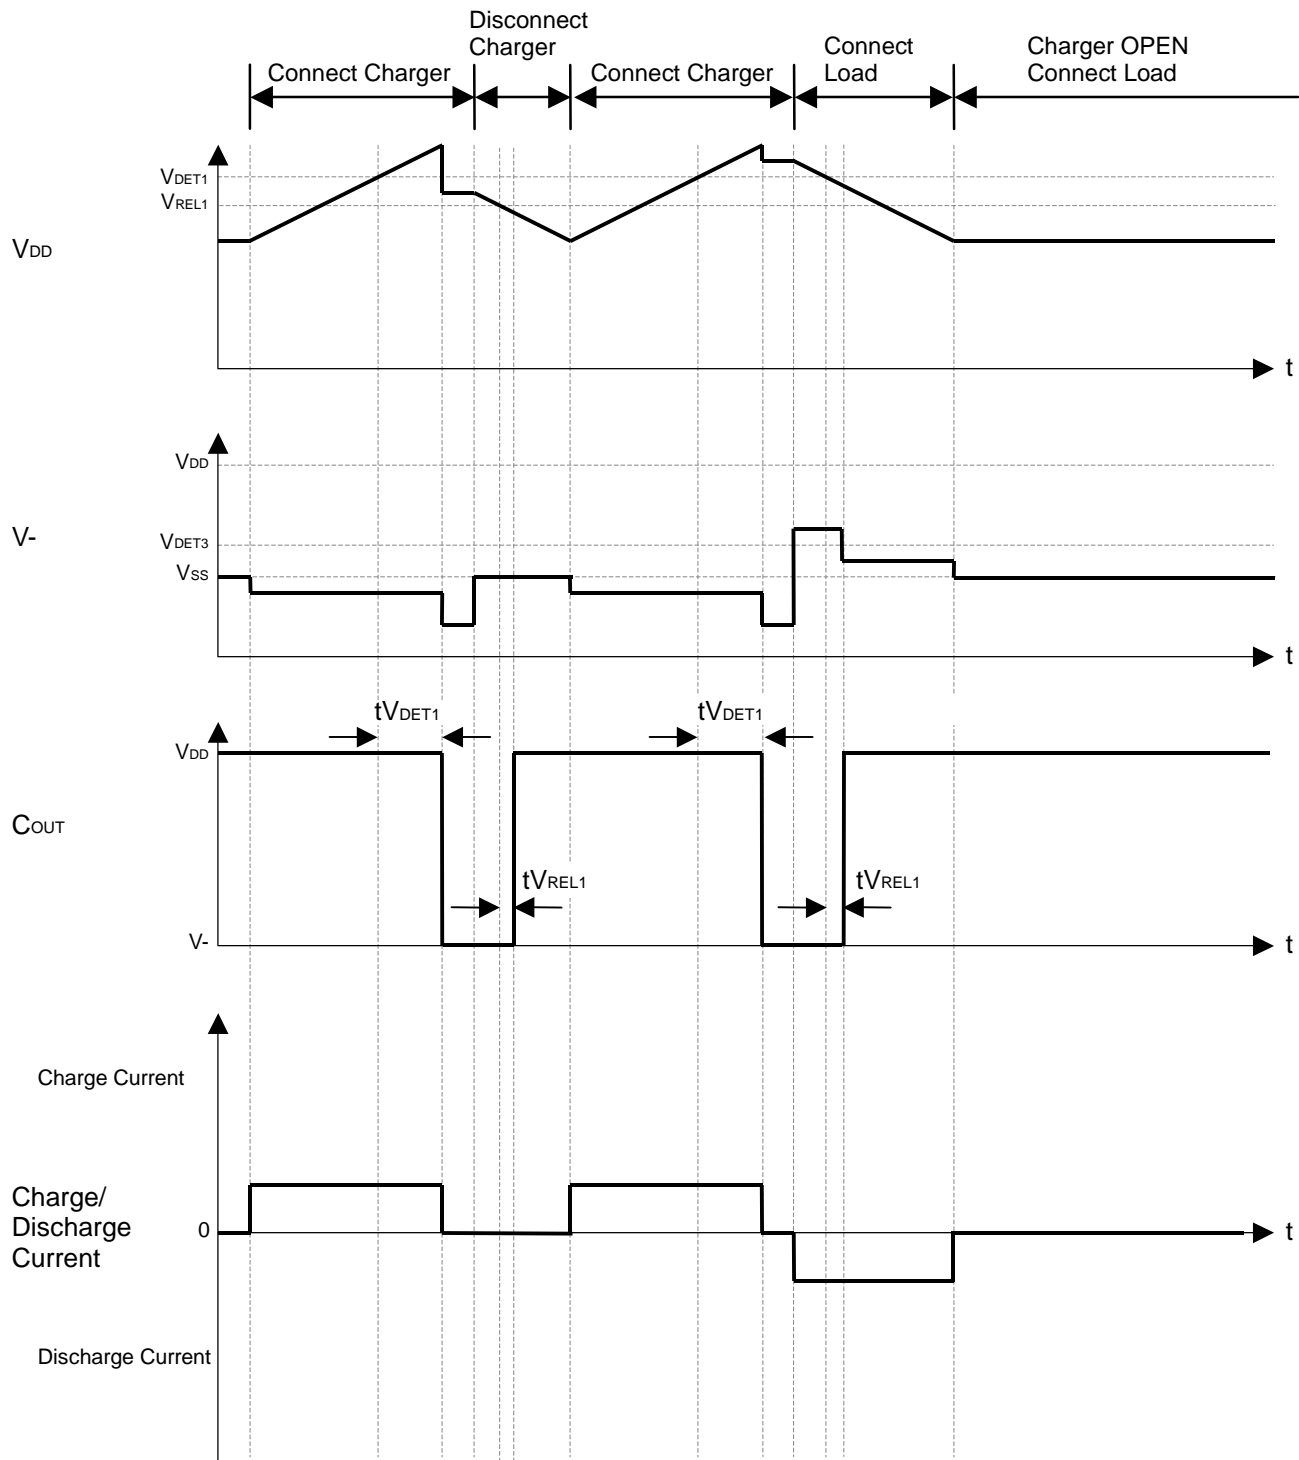 Disconnect
Charger
Connect Charger
Connect Charger
Connect
Load
Charger OPEN
Connect Load
VDET1
VREL1
VDD
t
VDD
V-
VDET3
VSS
t
tVDET1
tVDET1
VDD
COUT
tVREL1
tVREL1
V-
t
Charge Current
Charge/
Discharge
Current
0
t
Discharge Current